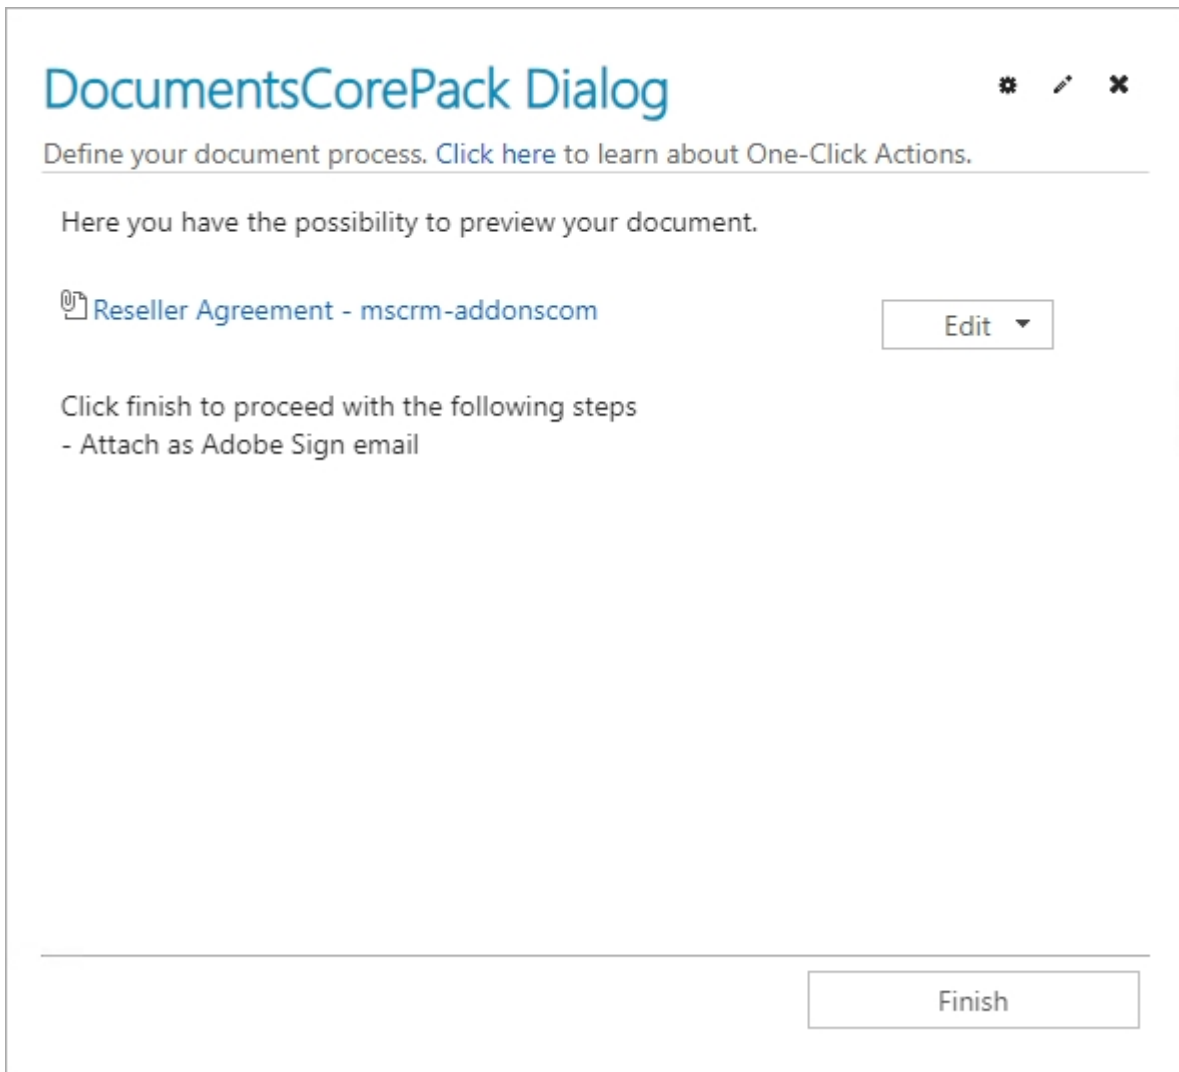 DocumentsCorePack Dialog
Define your document process. Click here to learn about One-Click Actions.
Here you have the possibility to preview your document.
Reseller Agreement - mscrm-addonscom
Edit
Click finish to proceed with the following steps
- Attach as Adobe Sign email
Finish